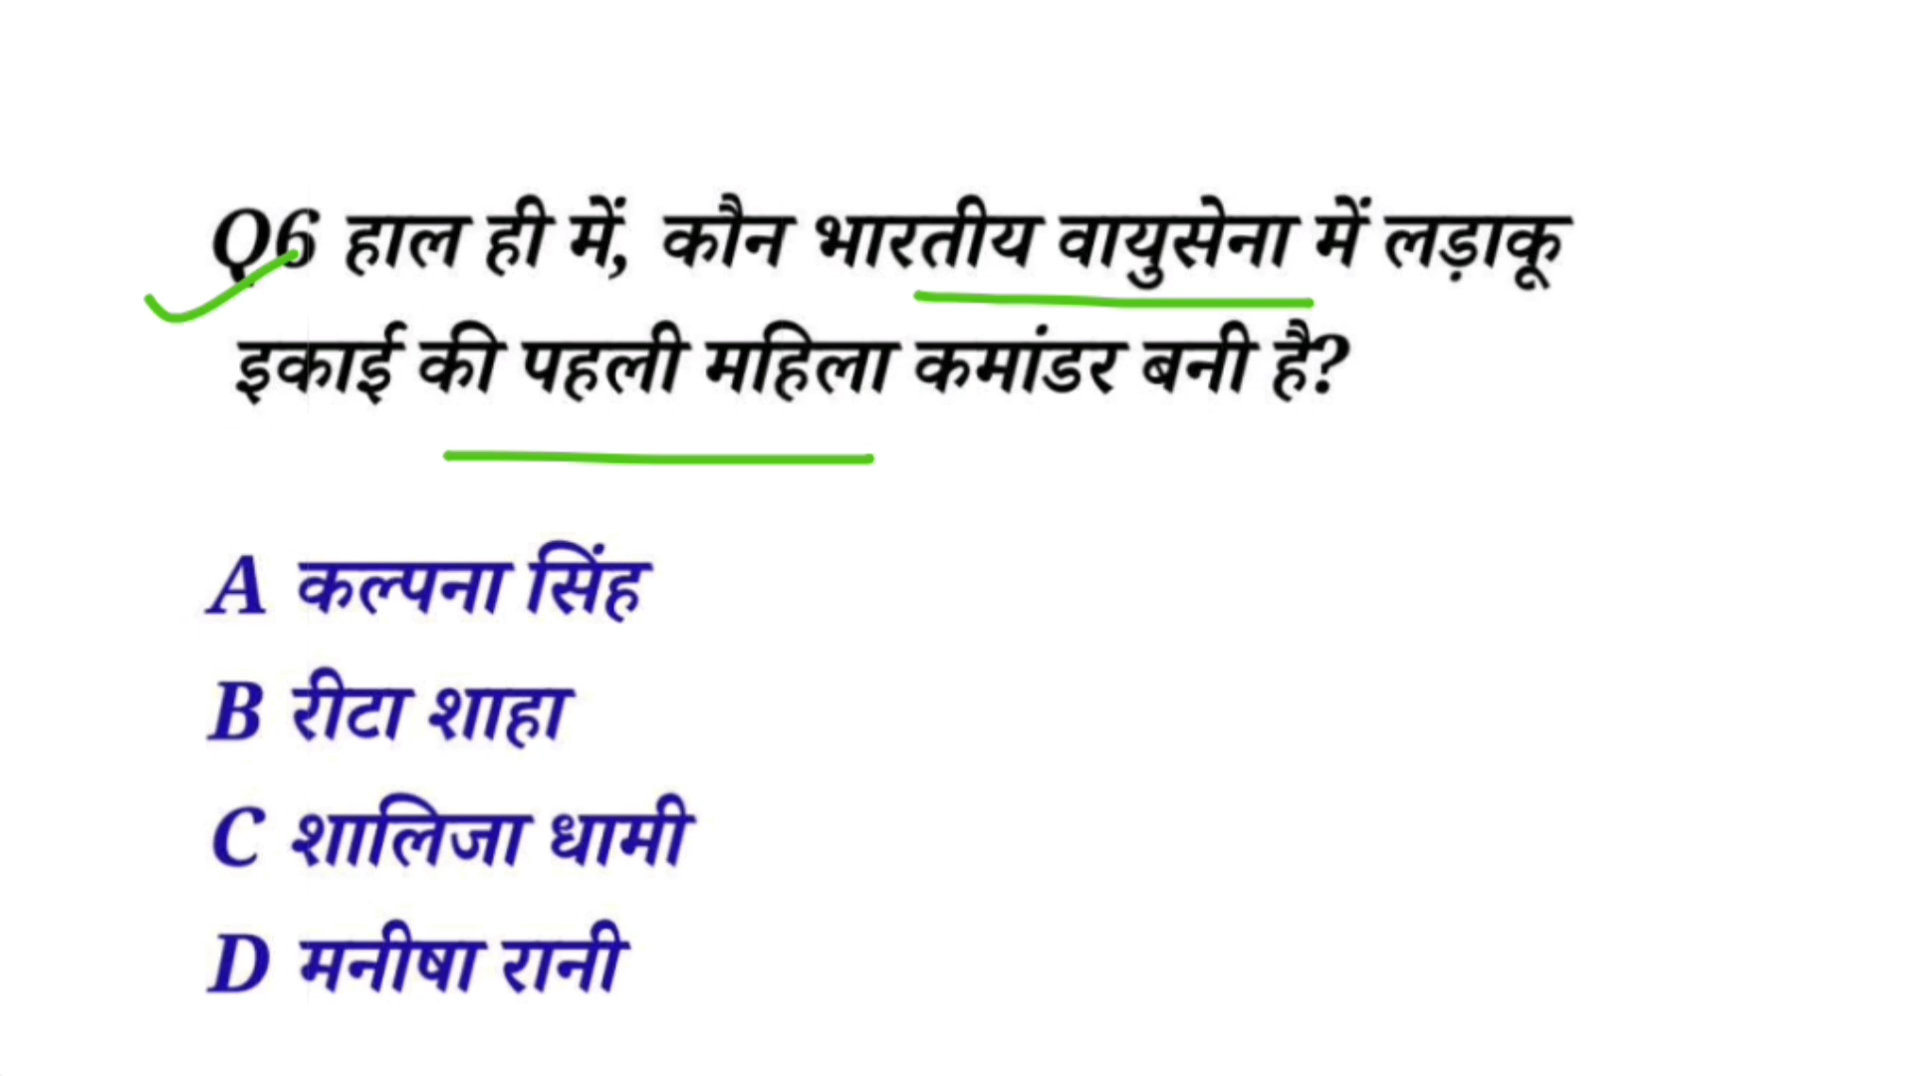 Q6 हाल ही में, कौन भारतीय वायुसेना में लड़ाकू
इकाई की पहली महिला कमांडर बनी है?
A कल्पना सिंह
B रीटा शाहा
C शालिजा धामी
D मनीषा रानी